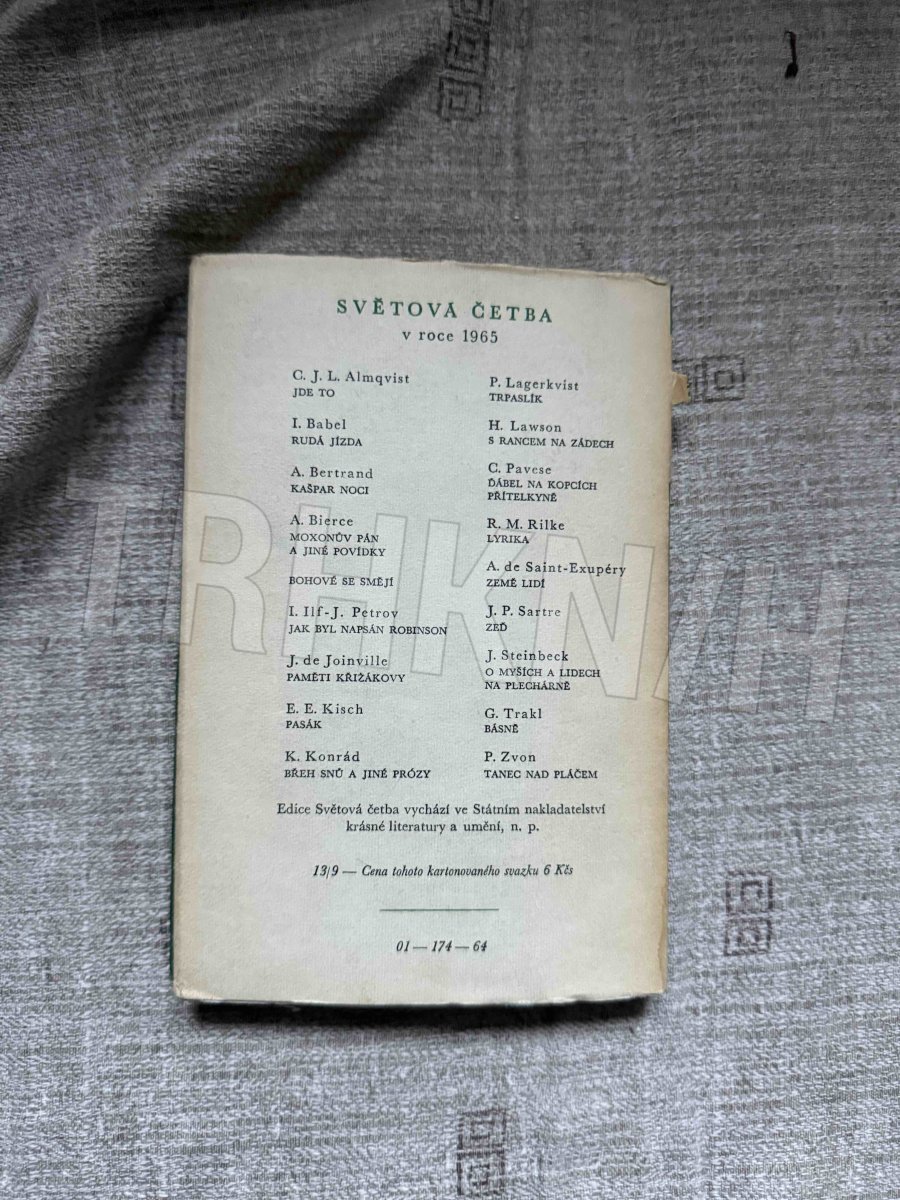 SVĚTOVÁ ČETBA
v roce 1965
C. J. L. Almqvist
JDE TO
I. Babel
RUDÁ JÍZDA
A. Bertrand
KAŠPAR NOCI
A. Bierce
MOXONŮV PÁN
A JINÉ POVÍDKY
BOHOVÉ SE SMĚJÍ
I. Ilf-J. Petrov
JAK BYL NAPSÁN ROBINSON
J. de Joinville
PAMĚTI KŘIŽÁKOVY
E. E. Kisch
PASÁK
K. Konrád
BŘEH SNŮ A JINÉ PRÓZY
P. Lagerkvist
TRPASLÍK
H. Lawson
S RANCEM NA ZÁDECH
C. Pavese
ĎÁBEL NA KOPCÍCH
PŘÍTELKYNĚ
R. M. Rilke
LYRIKA
A. de Saint-Exupéry
ZEMĚ LIDÍ
J. P. Sartre
ZEĎ
J. Steinbeck
O MYŠÍCH A LIDECH
NA PLECHÁRNĚ
G. Trakl
BÁSNĚ
P. Zvon
TANEC NAD PLÁČEM
Edice Světová četba vychází ve Státním nakladatelství
krásné literatury a umění, n. p.
13/9 — Cena tohoto kartonovaného svazku 6 Kčs
01 — 174 — 64
TRHKNIH